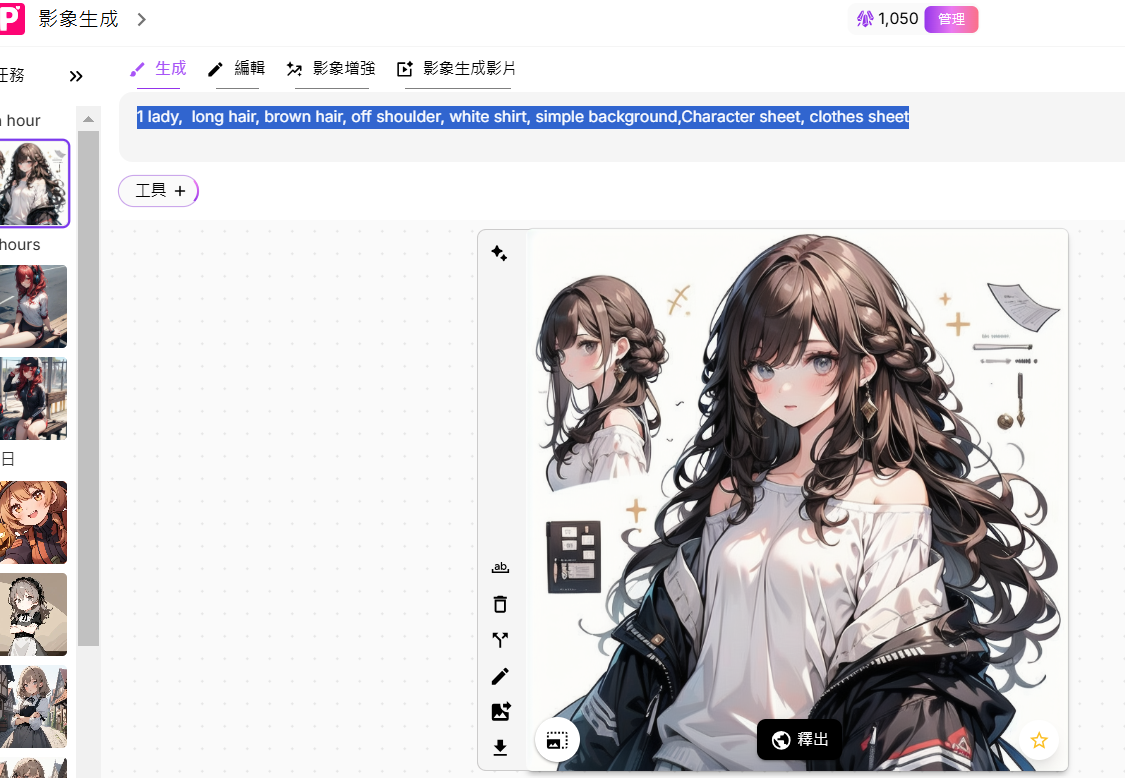 P 影象生成
1,050 管理
任務
生成 編輯 影象增強 影象生成影片
hour
1 lady,  long hair, brown hair, off shoulder, white shirt, simple background,Character sheet, clothes sheet
工具 +
hours
日
ab
釋出